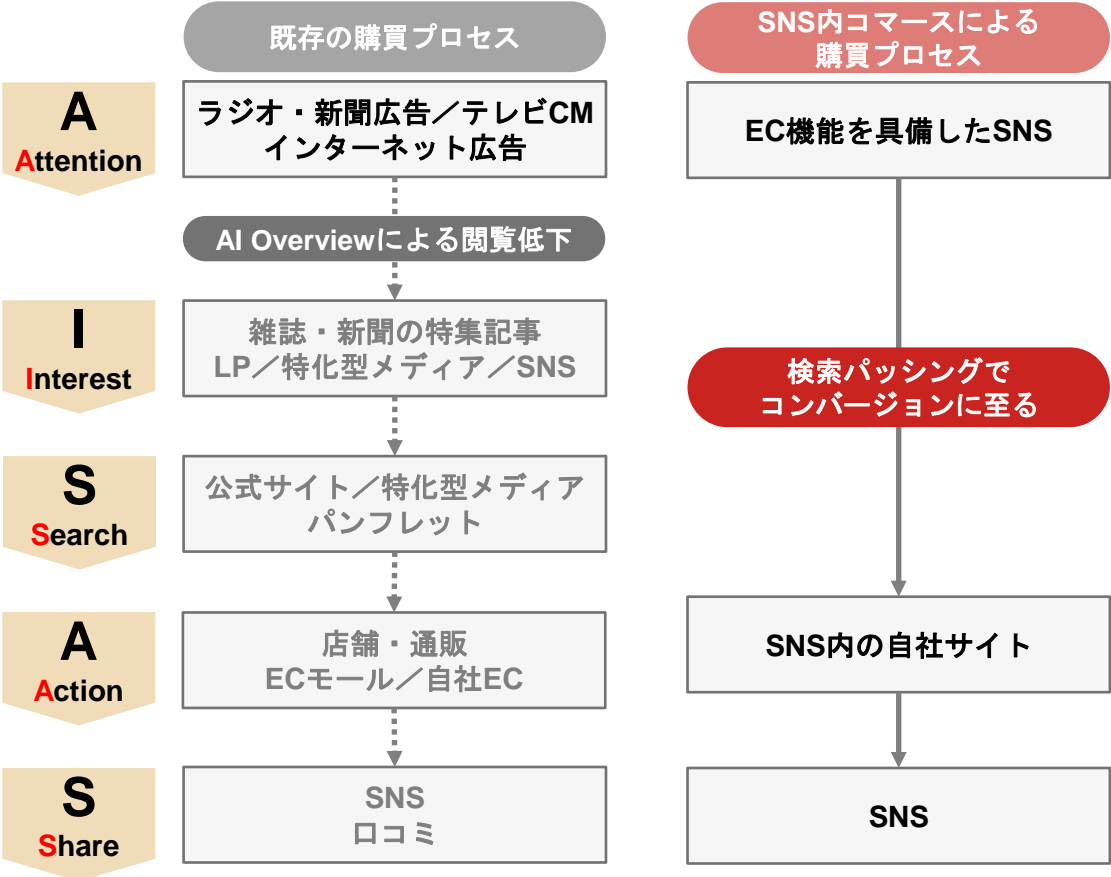 既存の購買プロセス
SNS内コマースによる
購買プロセス
A
Attention
ラジオ・新聞広告／テレビCM
インターネット広告
EC機能を具備したSNS
AI Overviewによる閲覧低下
I
Interest
雑誌・新聞の特集記事
LP／特化型メディア／SNS
検索パッシングで
コンバージョンに至る
S
Search
公式サイト／特化型メディア
パンフレット
A
Action
店舗・通販
ECモール／自社EC
SNS内の自社サイト
S
Share
SNS
口コミ
SNS